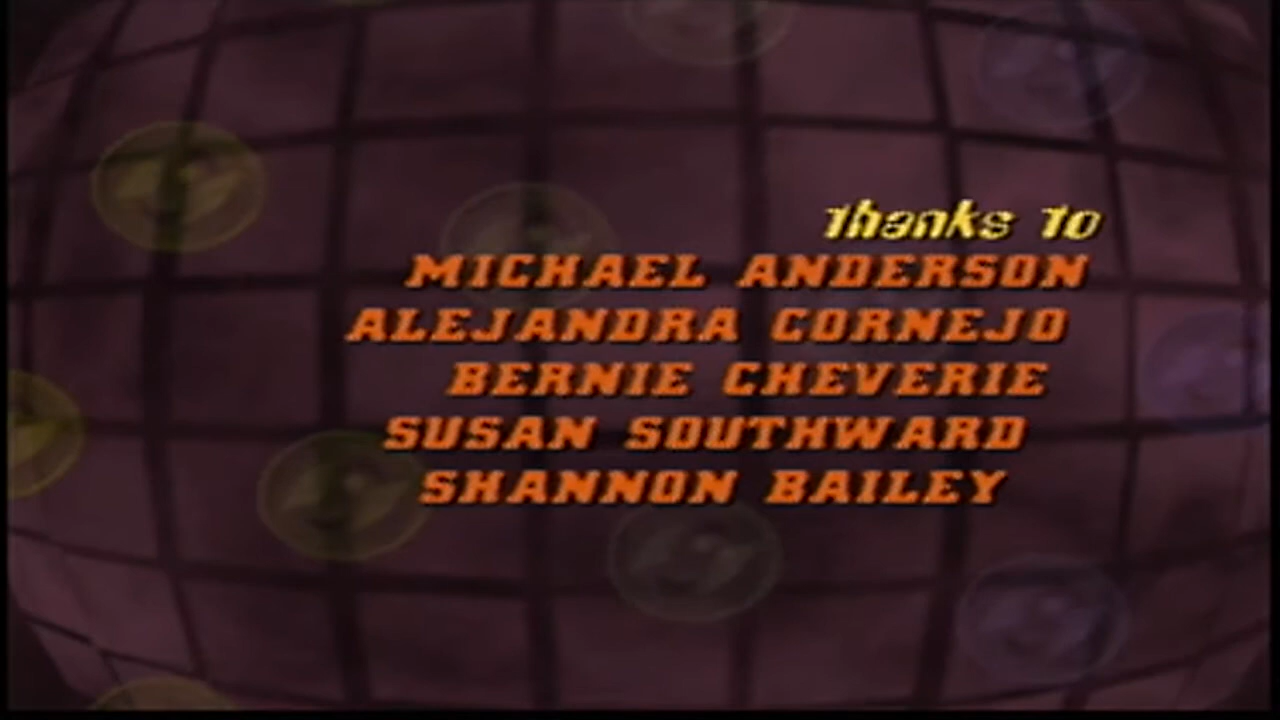 thanks to
MICHAEL ANDERSON
ALEJANDRA CORNEJO
BERNIE CHEVERIE
SUSAN SOUTHWARD
SHANNON BAILEY